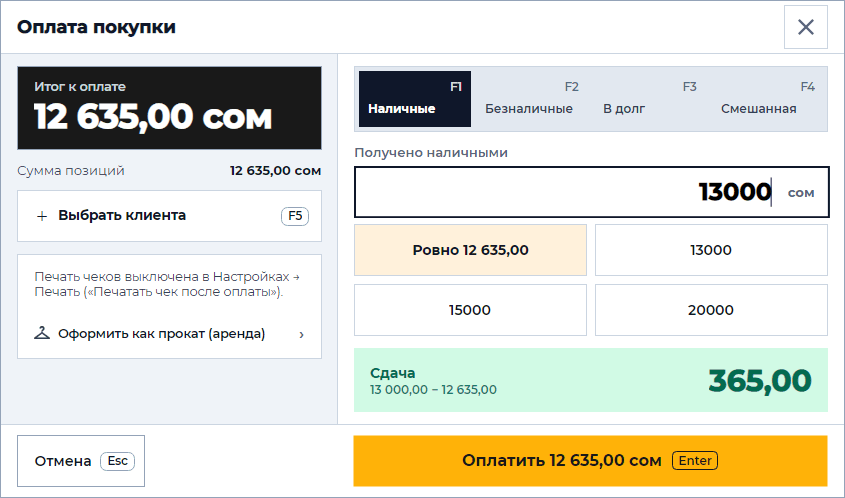 Оплата покупки
Итог к оплате
12 635,00 сом
Сумма позиций 12 635,00 сом
+ Выбрать клиента F5
Печать чеков выключена в Настройках →
Печать («Печатать чек после оплаты»).
Оформить как прокат (аренда) ›
F1 F2 F3 F4
Наличные Безналичные В долг Смешанная
Получено наличными
13000 сом
Ровно 12 635,00 13000
15000 20000
Сдача
13 000,00 − 12 635,00
365,00
Отмена Esc
Оплатить 12 635,00 сом Enter